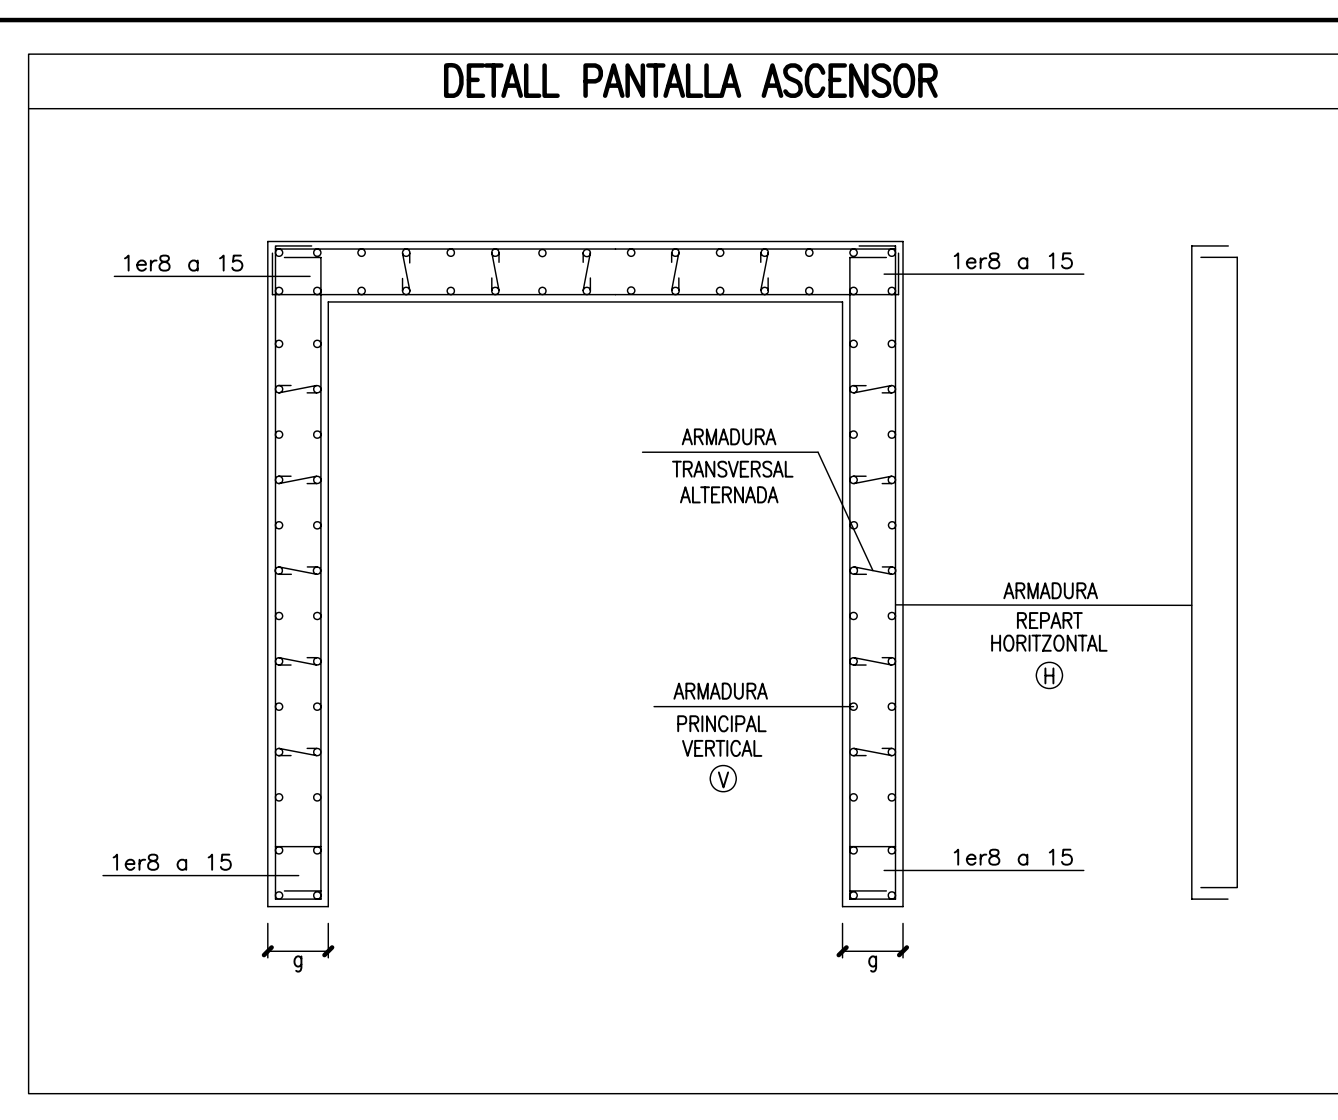 DETALL PANTALLA ASCENSOR
1er8 a 15
1er8 a 15
ARMADURA
TRANSVERSAL
ALTERNADA
ARMADURA
REPART
HORITZONTAL
H
ARMADURA
PRINCIPAL
VERTICAL
V
1er8 a 15
1er8 a 15
g
g